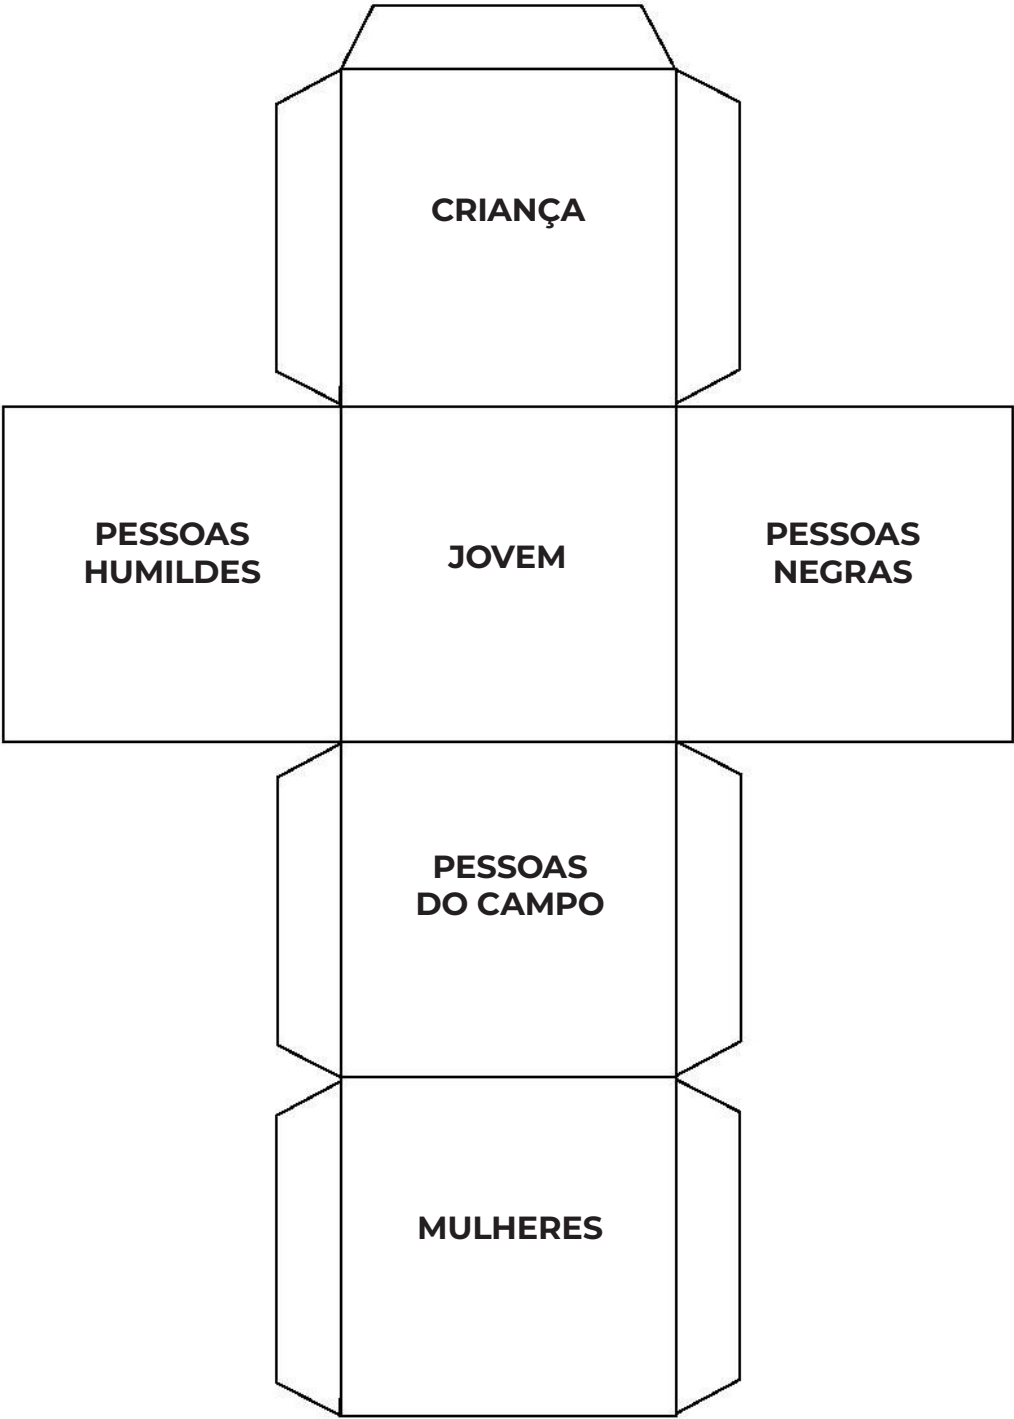 CRIANÇA
PESSOAS
HUMILDES
JOVEM
PESSOAS
NEGRAS
PESSOAS
DO CAMPO
MULHERES